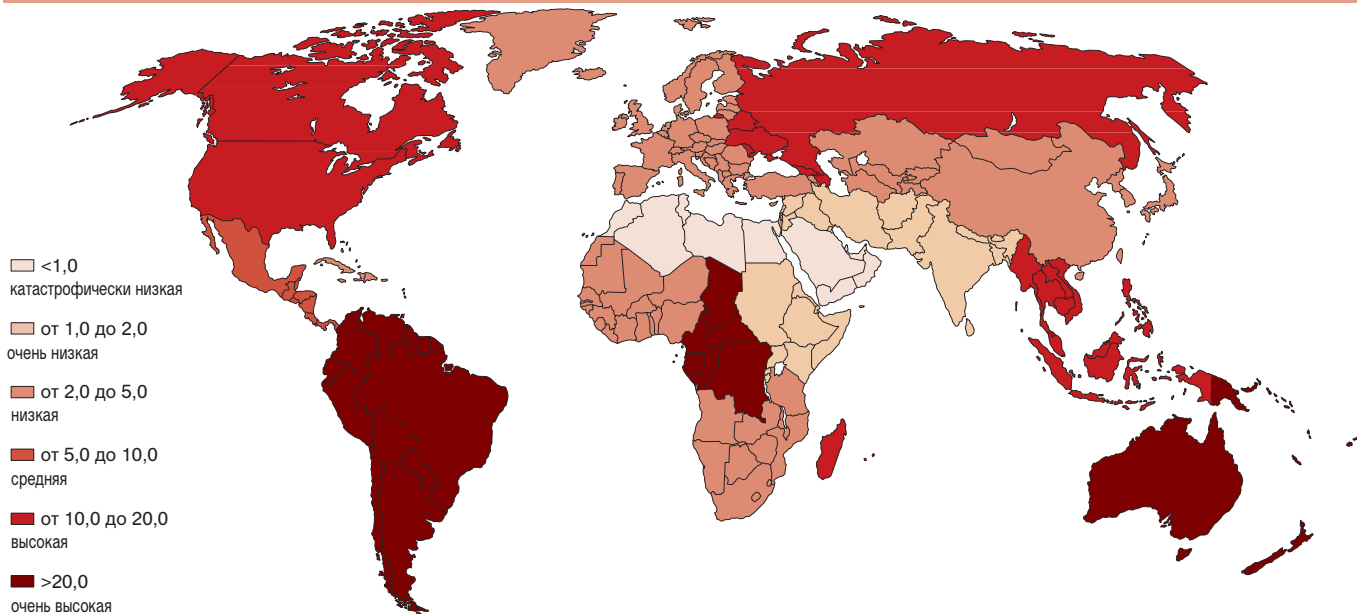 <1,0
катастрофически низкая
от 1,0 до 2,0
очень низкая
от 2,0 до 5,0
низкая
от 5,0 до 10,0
средняя
от 10,0 до 20,0
высокая
>20,0
очень высокая